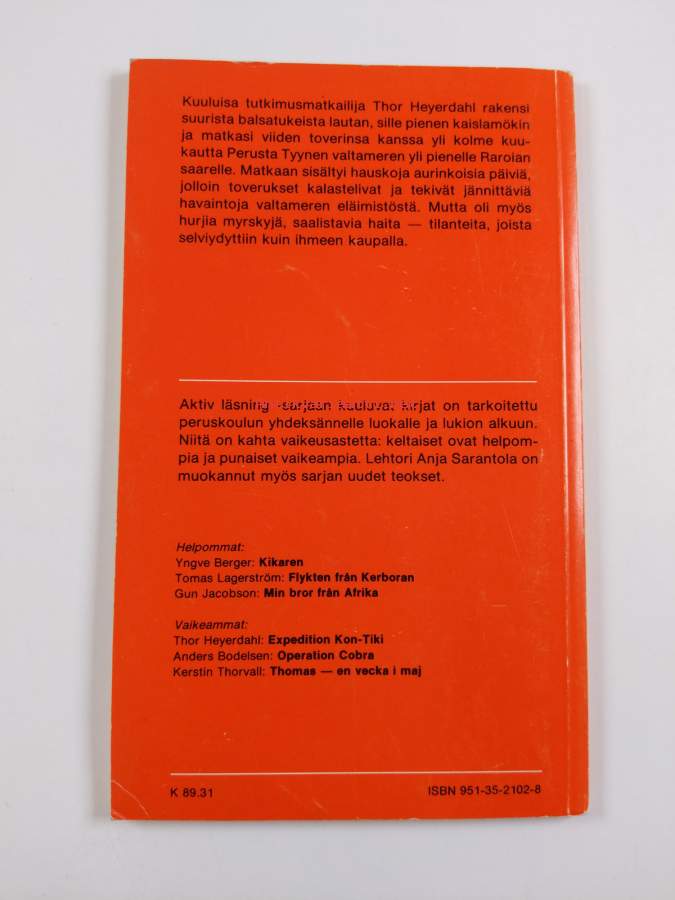 Kuuluisa tutkimusmatkailija Thor Heyerdahl rakensi
suurista balsatukeista lautan, sille pienen kaislamökin
ja matkasi viiden toverinsa kanssa yli kolme kuu-
kautta Perusta Tyynen valtameren yli pienelle Raroian
saarelle. Matkaan sisältyi hauskoja aurinkoisia päiviä,
jolloin toverukset kalastelivat ja tekivät jännittäviä
havaintoja valtameren eläimistöstä. Mutta oli myös
hurjia myrskyjä, saalistavia haita — tilanteita, joista
selviydyttiin kuin ihmeen kaupalla.
Aktiv läsning -sarjaan kuuluvat kirjat on tarkoitettu
peruskoulun yhdeksännelle luokalle ja lukion alkuun.
Niitä on kahta vaikeusastetta: keltaiset ovat helpom-
pia ja punaiset vaikeampia. Lehtori Anja Sarantola on
muokannut myös sarjan uudet teokset.
Helpommat:
Yngve Berger: Kikaren
Tomas Lagerström: Flykten från Kerboran
Gun Jacobson: Min bror från Afrika
Vaikeammat:
Thor Heyerdahl: Expedition Kon-Tiki
Anders Bodelsen: Operation Cobra
Kerstin Thorvall: Thomas — en vecka i maj
K 89.31 ISBN 951-35-2102-8